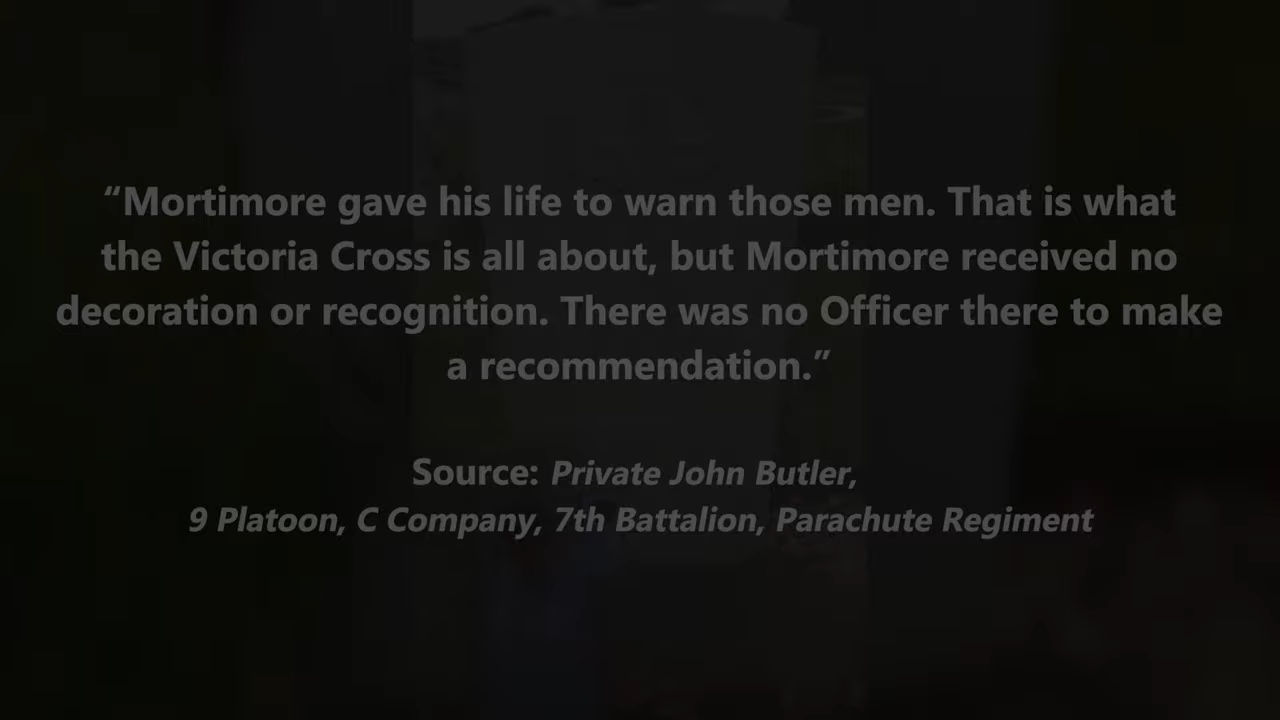 “Mortimore gave his life to warn those men. That is what
the Victoria Cross is all about, but Mortimore received no
decoration or recognition. There was no Officer there to make
a recommendation.”
Source: Private John Butler,
9 Platoon, C Company, 7th Battalion, Parachute Regiment